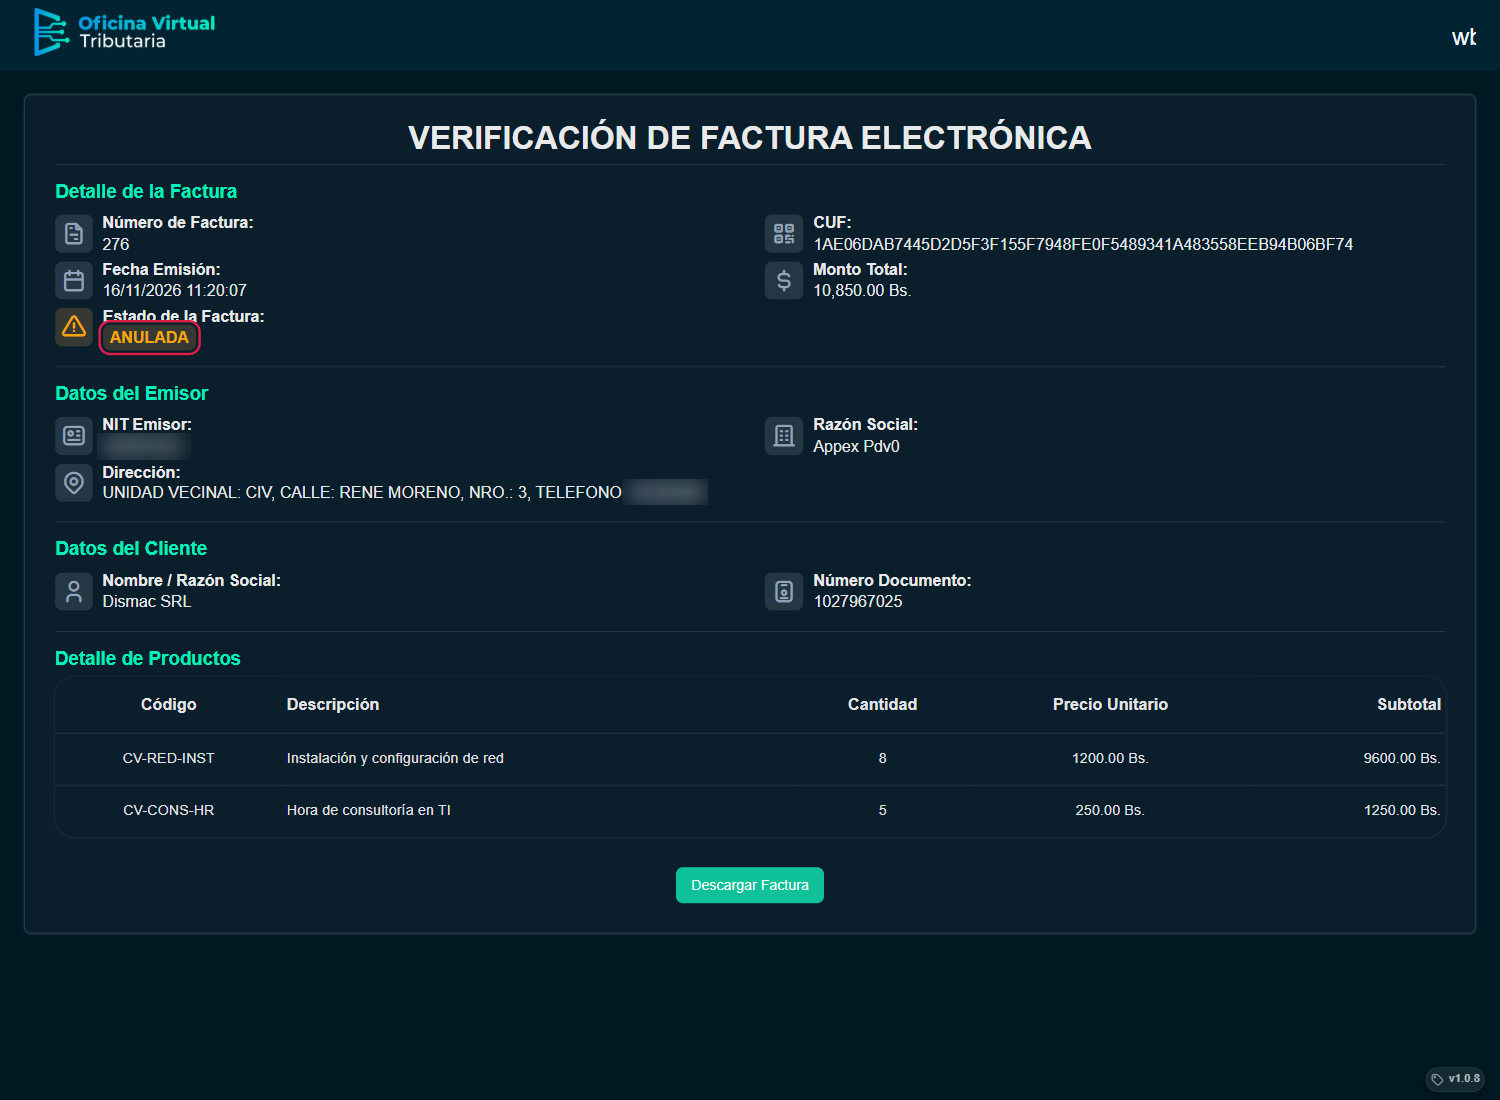 Oficina Virtual
Tributaria
VERIFICACIÓN DE FACTURA ELECTRÓNICA
Detalle de la Factura
Número de Factura:
276
CUF:
1AE06DAB7445D2D5F3F155F7948FE0F5489341A483558EEB94B06BF74
Fecha Emisión:
16/11/2026 11:20:07
Monto Total:
10,850.00 Bs.
Estado de la Factura:
ANULADA
Datos del Emisor
NIT Emisor:
Razón Social:
Appex Pdv0
Dirección:
UNIDAD VECINAL: CIV, CALLE: RENE MORENO, NRO.: 3, TELEFONO
Datos del Cliente
Nombre / Razón Social:
Dismac SRL
Número Documento:
1027967025
Detalle de Productos
Código Descripción Cantidad Precio Unitario Subtotal
CV-RED-INST Instalación y configuración de red 8 1200.00 Bs. 9600.00 Bs.
CV-CONS-HR Hora de consultoría en TI 5 250.00 Bs. 1250.00 Bs.
Descargar Factura
v1.0.8